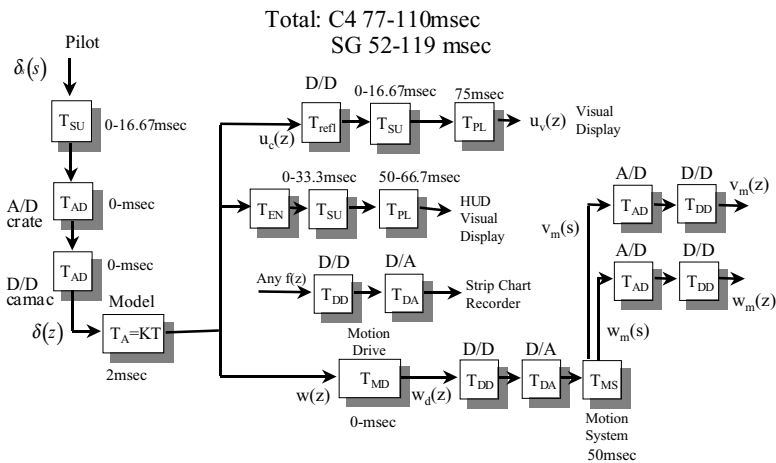 Total: C4 77-110msec
SG 52-119 msec
Pilot
δₛ(s)
T_SU
0-16.67msec
A/D
crate
T_AD
0-msec
D/D
camac
T_AD
0-msec
δ(z)
Model
T_A=KT
2msec
D/D
0-16.67msec
75msec
u_c(z)
T_refl
T_SU
T_PL
u_v(z)
Visual
Display
0-33.3msec
50-66.7msec
T_EN
T_SU
T_PL
HUD
Visual
Display
Any f(z)
D/D
D/A
T_DD
T_DA
Strip Chart
Recorder
Motion
Drive
w(z)
T_MD
0-msec
w_d(z)
D/D
D/A
T_DD
T_DA
T_MS
Motion
System
50msec
v_m(s)
A/D
D/D
T_AD
T_DD
v_m(z)
w_m(s)
A/D
D/D
T_AD
T_DD
w_m(z)